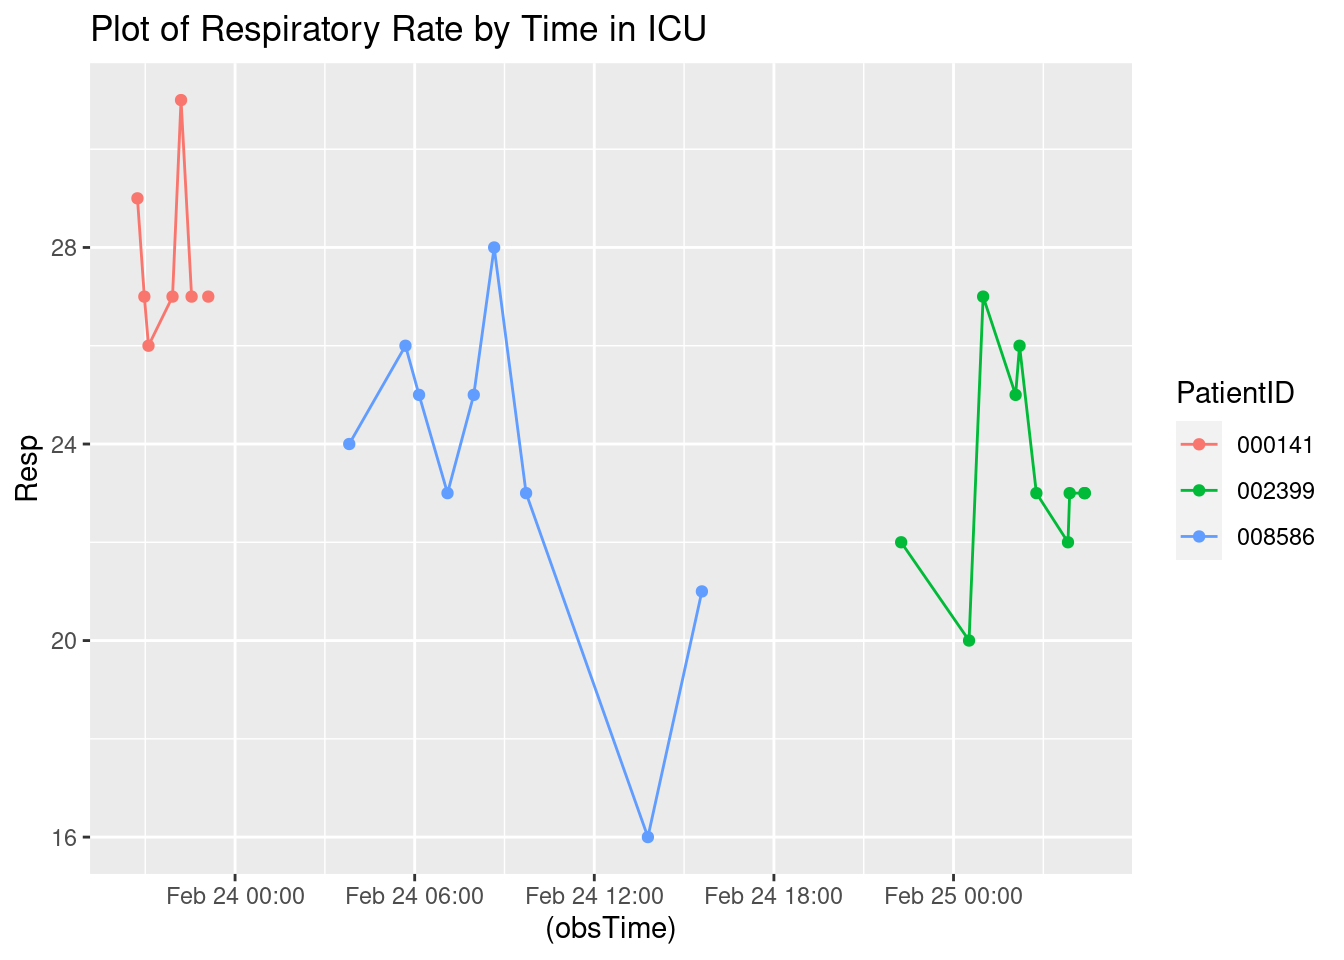 Plot of Respiratory Rate by Time in ICU
28
24
20
16
Resp
Feb 24 00:00
Feb 24 06:00
Feb 24 12:00
Feb 24 18:00
Feb 25 00:00
(obsTime)
PatientID
000141
002399
008586